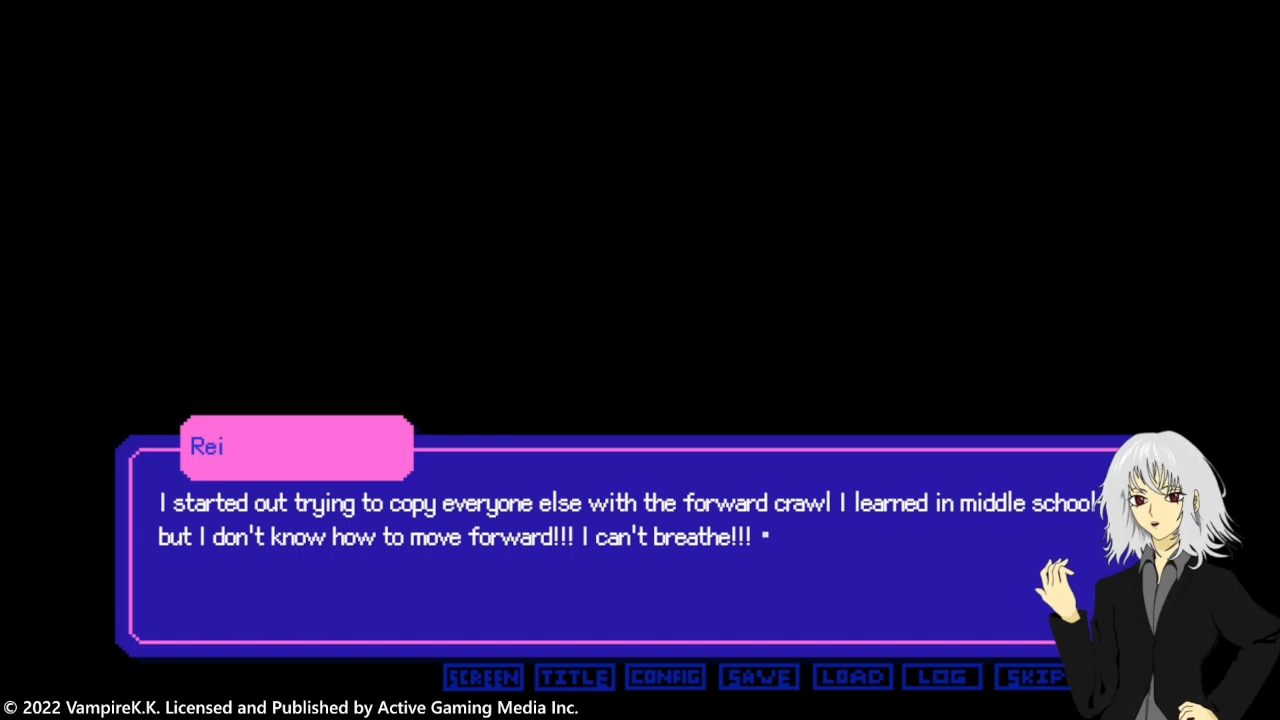 Rei
I started out trying to copy everyone else with the forward crawl I learned in middle school
but I don't know how to move forward!!! I can't breathe!!!
SCREEN TITLE CONFIG SAVE LOAD LOG SKIP
© 2022 VampireK.K. Licensed and Published by Active Gaming Media Inc.